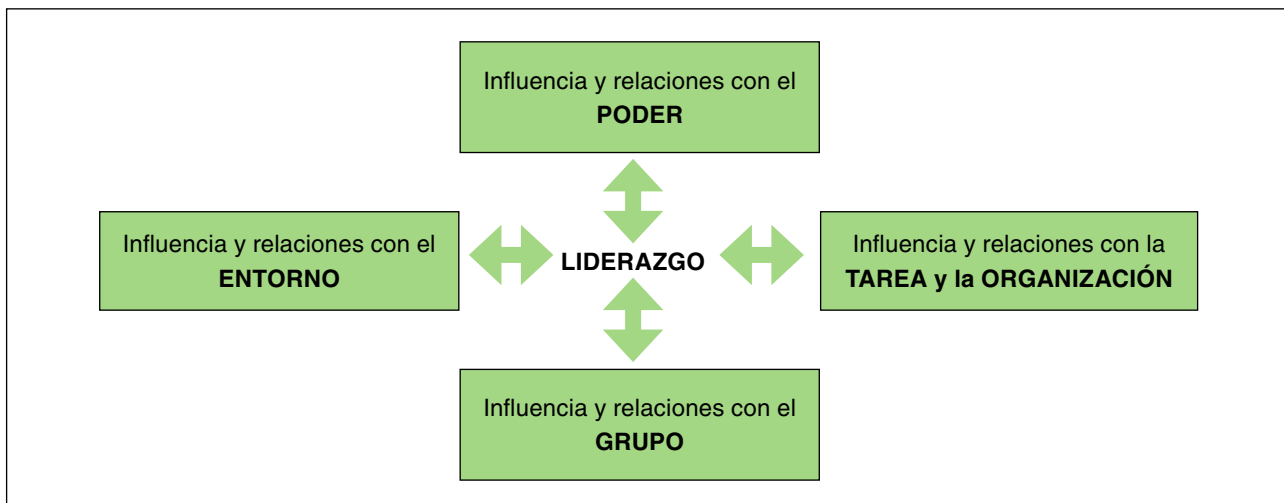 Influencia y relaciones con el
PODER
Influencia y relaciones con el
ENTORNO
LIDERAZGO
Influencia y relaciones con la
TAREA y la ORGANIZACIÓN
Influencia y relaciones con el
GRUPO